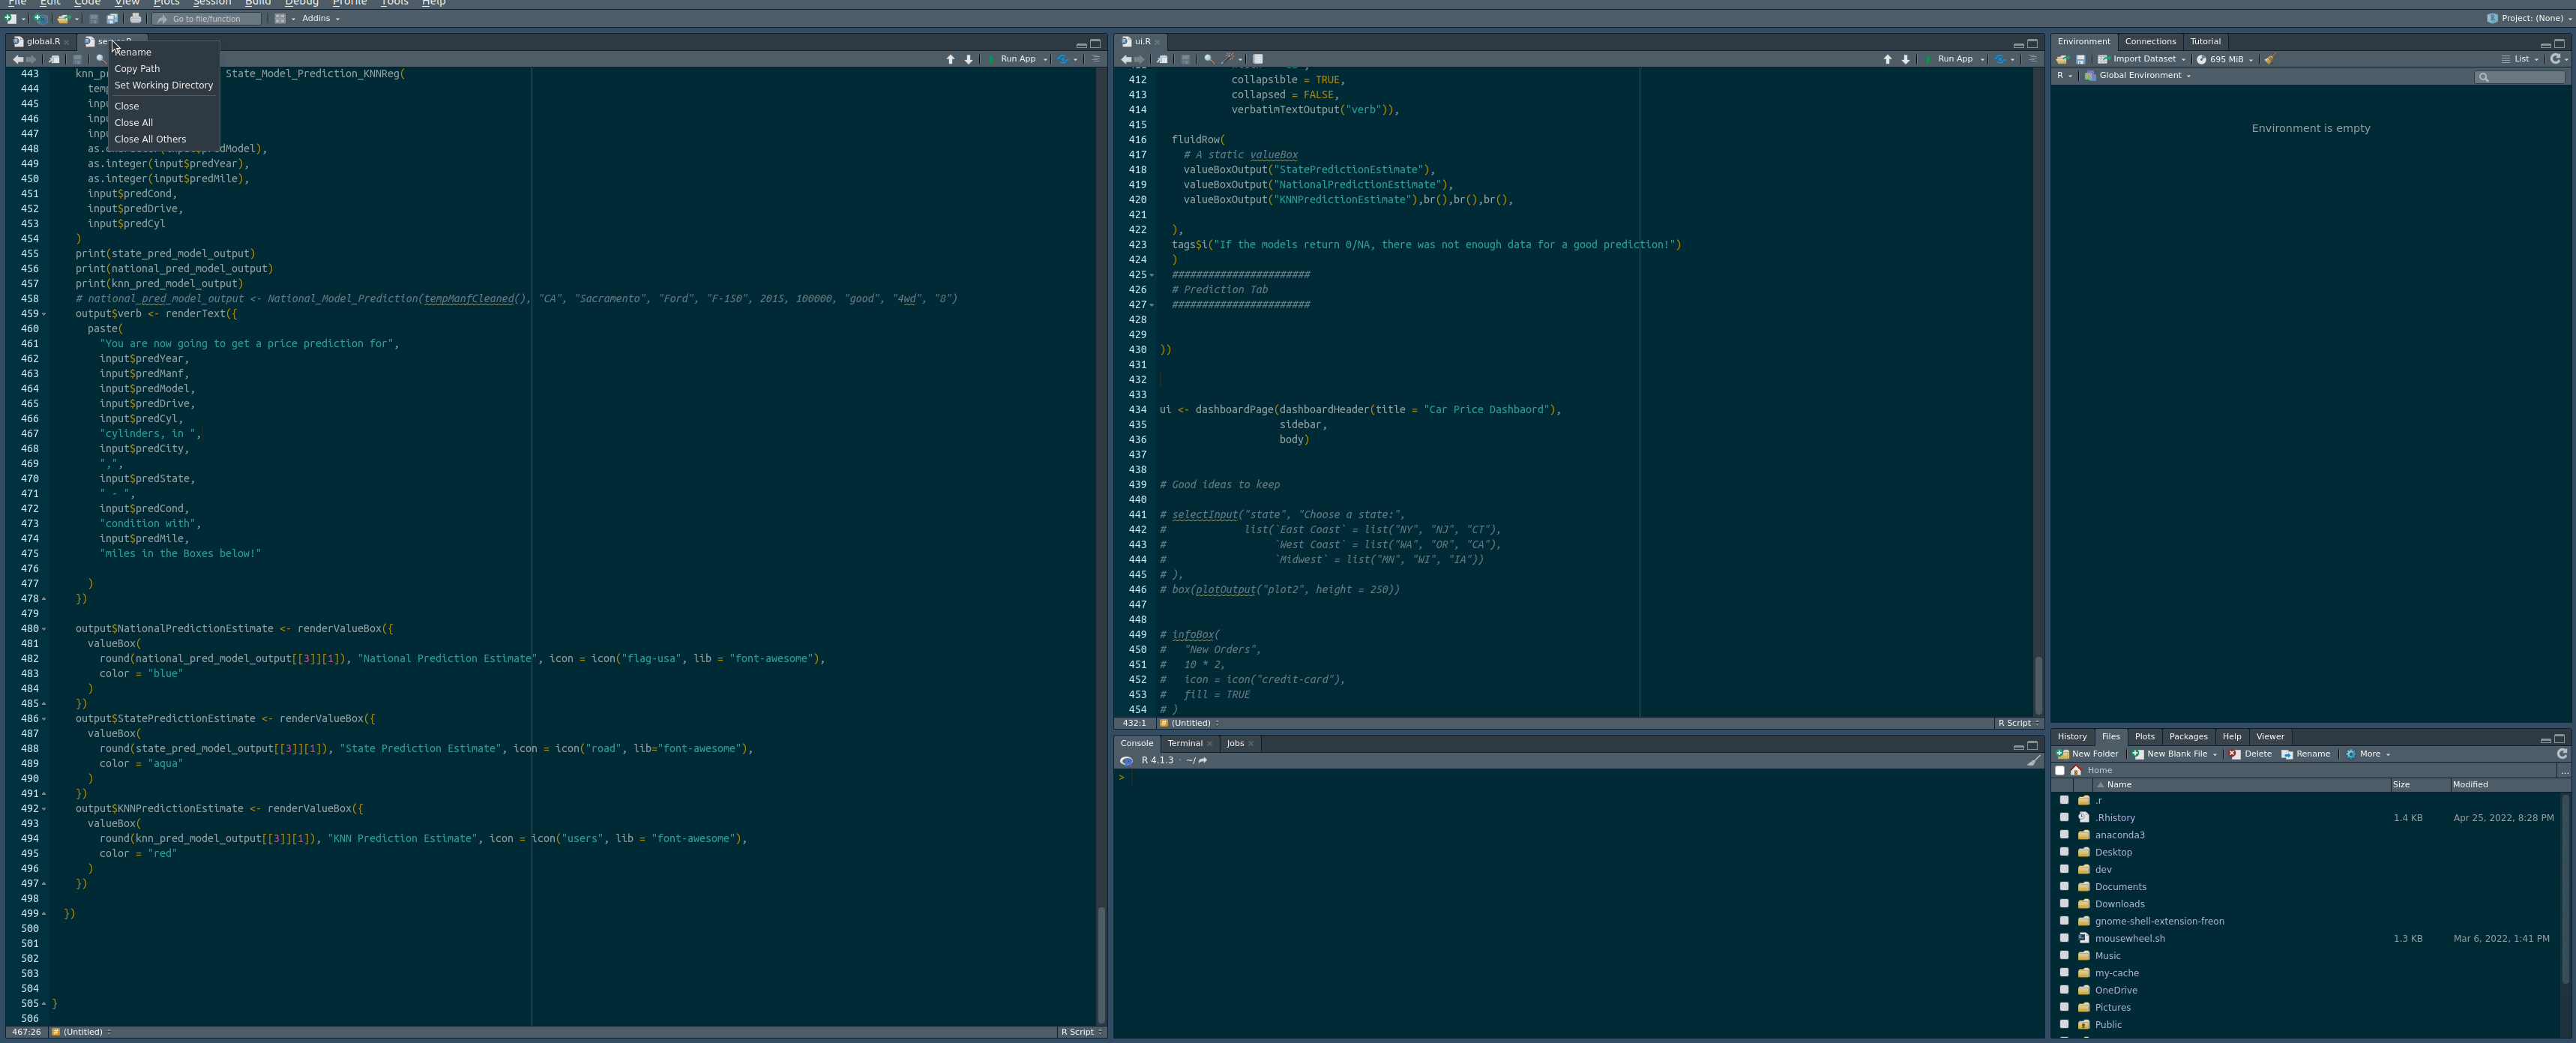 File Edit Code View Plots Session Build Debug Profile Tools Help
Go to file/function Addins Project: (None)
global.R
Rename
Copy Path
Set Working Directory
Close
Close All
Close All Others
Run App
443 State_Model_Prediction_KNNReg(
444
445
446
447
448
449 as.integer(input$predYear),
450 as.integer(input$predMile),
451 input$predCond,
452 input$predDrive,
453 input$predCyl
454 )
455 print(state_pred_model_output)
456 print(national_pred_model_output)
457 print(knn_pred_model_output)
458 # national_pred_model_output <- National_Model_Prediction(tempManfCleaned(), "CA", "Sacramento", "Ford", "F-150", 2015, 100000, "good", "4wd", "8")
459 output$verb <- renderText({
460 paste(
461 "You are now going to get a price prediction for",
462 input$predYear,
463 input$predManf,
464 input$predModel,
465 input$predDrive,
466 input$predCyl,
467 "cylinders, in ",
468 input$predCity,
469 ",",
470 input$predState,
471 " - ",
472 input$predCond,
473 "condition with",
474 input$predMile,
475 "miles in the Boxes below!"
476
477 )
478 })
479
480 output$NationalPredictionEstimate <- renderValueBox({
481 valueBox(
482 round(national_pred_model_output[[3]][1]), "National Prediction Estimate", icon = icon("flag-usa", lib = "font-awesome"),
483 color = "blue"
484 )
485 })
486 output$StatePredictionEstimate <- renderValueBox({
487 valueBox(
488 round(state_pred_model_output[[3]][1]), "State Prediction Estimate", icon = icon("road", lib="font-awesome"),
489 color = "aqua"
490 )
491 })
492 output$KNNPredictionEstimate <- renderValueBox({
493 valueBox(
494 round(knn_pred_model_output[[3]][1]), "KNN Prediction Estimate", icon = icon("users", lib = "font-awesome"),
495 color = "red"
496 )
497 })
498
499 })
500
501
502
503
504
505 }
506
467:26 (Untitled) R Script
ui.R
Run App
412 collapsible = TRUE,
413 collapsed = FALSE,
414 verbatimTextOutput("verb")),
415
416 fluidRow(
417 # A static valueBox
418 valueBoxOutput("StatePredictionEstimate"),
419 valueBoxOutput("NationalPredictionEstimate"),
420 valueBoxOutput("KNNPredictionEstimate"),br(),br(),br(),
421
422 ),
423 tags$i("If the models return 0/NA, there was not enough data for a good prediction!")
424 )
425 #######################
426 # Prediction Tab
427 #######################
428
429
430 ))
431
432
433
434 ui <- dashboardPage(dashboardHeader(title = "Car Price Dashbaord"),
435 sidebar,
436 body)
437
438
439 # Good ideas to keep
440
441 # selectInput("state", "Choose a state:",
442 # list(`East Coast` = list("NY", "NJ", "CT"),
443 # `West Coast` = list("WA", "OR", "CA"),
444 # `Midwest` = list("MN", "WI", "IA"))
445 # ),
446 # box(plotOutput("plot2", height = 250))
447
448
449 # infoBox(
450 # "New Orders",
451 # 10 * 2,
452 # icon = icon("credit-card"),
453 # fill = TRUE
454 # )
432:1 (Untitled) R Script
Console Terminal Jobs
R 4.1.3 · ~/
>
Environment Connections Tutorial
Import Dataset 695 MiB List
R Global Environment
Environment is empty
History Files Plots Packages Help Viewer
New Folder New Blank File Delete Rename More
Home ...
Name Size Modified
.r
.Rhistory 1.4 KB Apr 25, 2022, 8:28 PM
anaconda3
Desktop
dev
Documents
Downloads
gnome-shell-extension-freon
mousewheel.sh 1.3 KB Mar 6, 2022, 1:41 PM
Music
my-cache
OneDrive
Pictures
Public